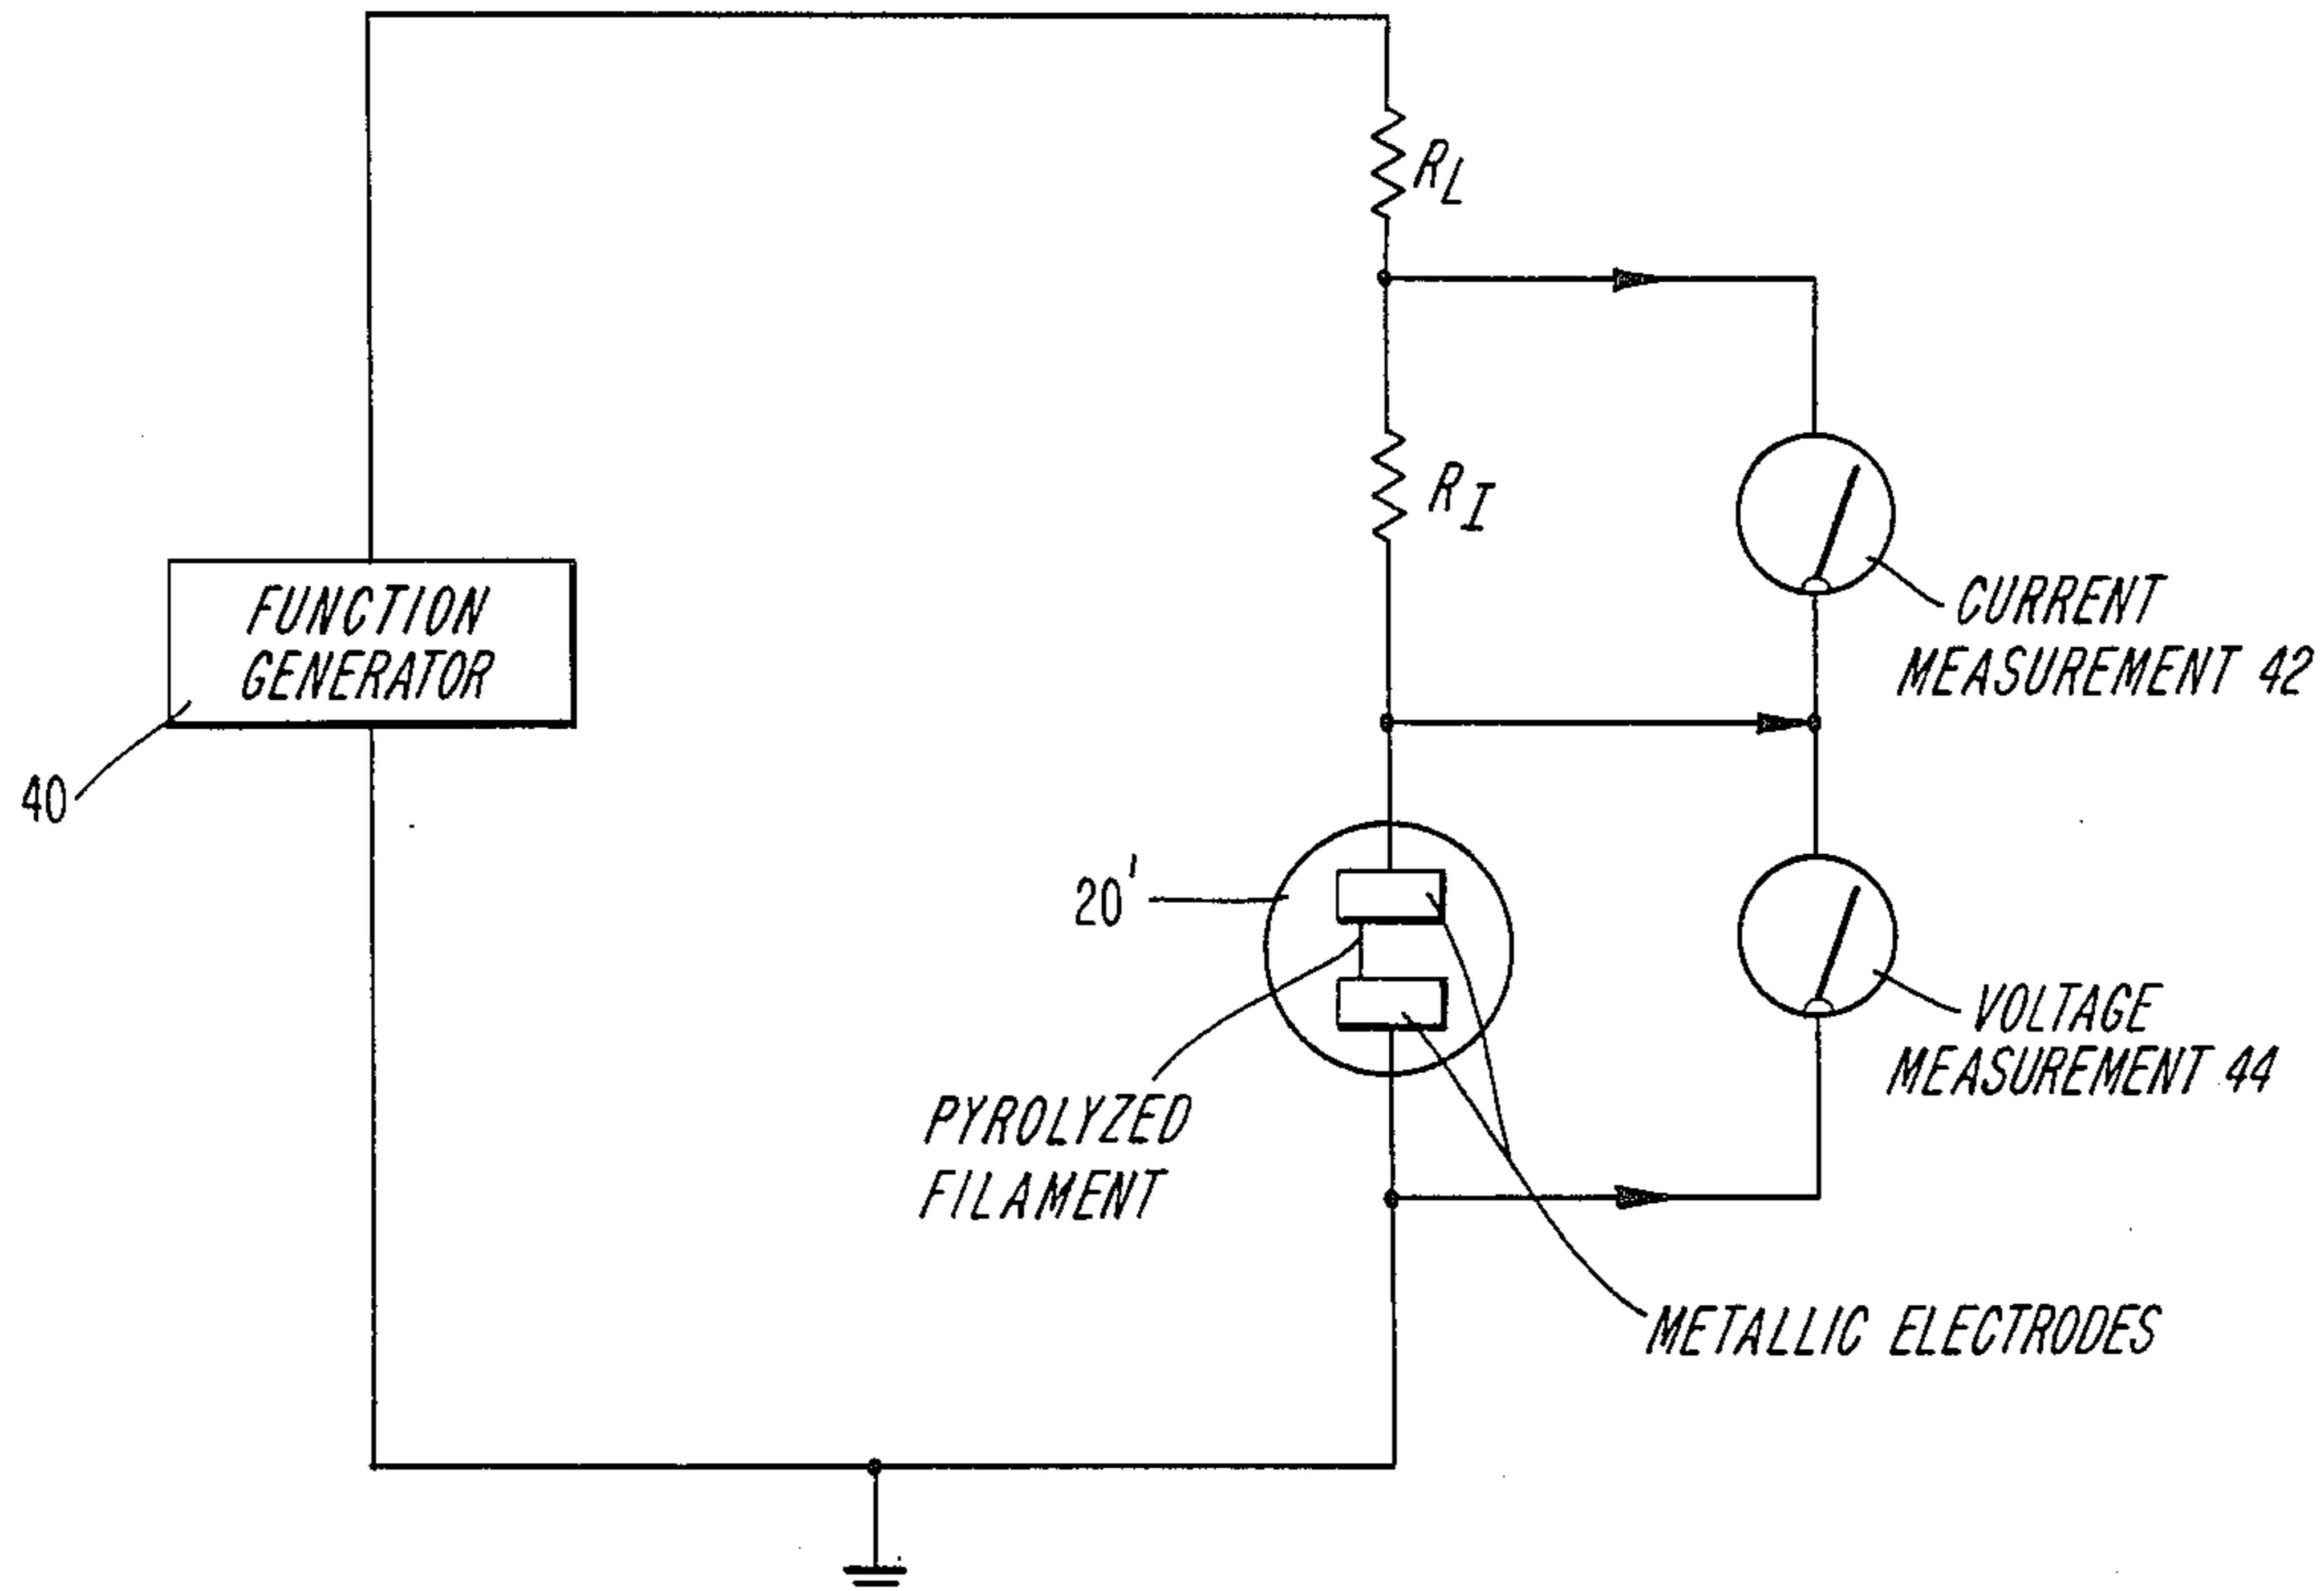 R_L
R_I
FUNCTION
GENERATOR
CURRENT
MEASUREMENT 42
40
20'
VOLTAGE
MEASUREMENT 44
PYROLYZED
FILAMENT
METALLIC ELECTRODES